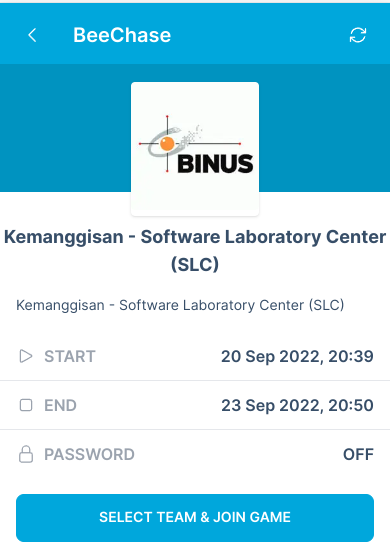 BeeChase
BINUS
Kemanggisan - Software Laboratory Center
(SLC)
Kemanggisan - Software Laboratory Center (SLC)
START 20 Sep 2022, 20:39
END 23 Sep 2022, 20:50
PASSWORD OFF
SELECT TEAM & JOIN GAME